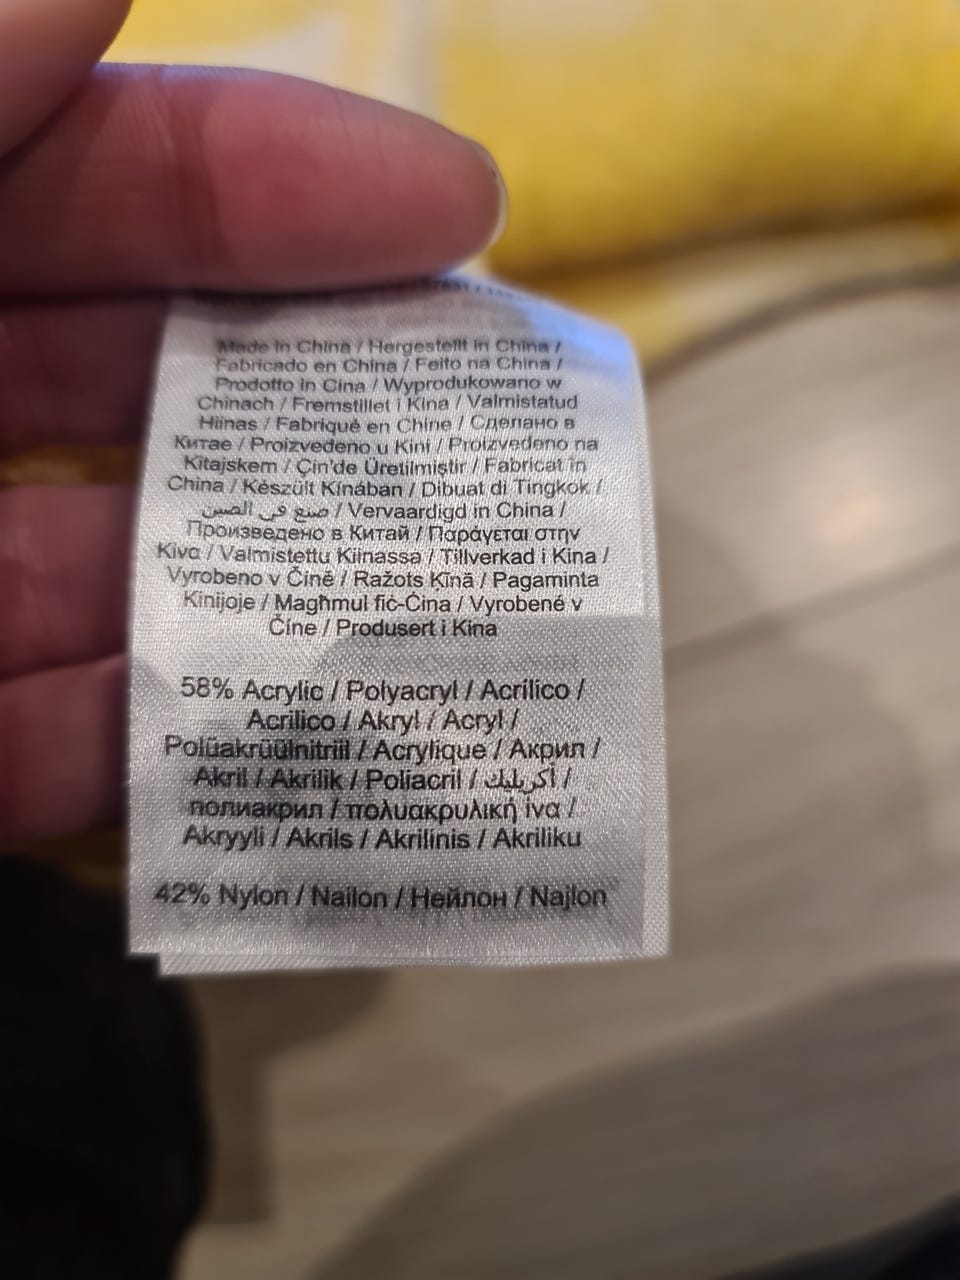 Made in China / Hergestellt in China /
Fabricado en China / Feito na China /
Prodotto in Cina / Wyprodukowano w
Chinach / Fremstillet i Kina / Valmistatud
Hiinas / Fabriqué en Chine / Сделано в
Китае / Proizvedeno u Kini / Proizvedeno na
Kitajskem / Çin'de Üretilmiştir / Fabricat în
China / Készült Kínában / Dibuat di Tingkok /
صنع في الصين / Vervaardigd in China /
Произведено в Китай / Παράγεται στην
Κίνα / Valmistettu Kiinassa / Tillverkad i Kina /
Vyrobeno v Číně / Ražots Ķīnā / Pagaminta
Kinijoje / Magħmul fiċ-Ċina / Vyrobené v
Číne / Produsert i Kina
58% Acrylic / Polyacryl / Acrílico /
Acrilico / Akryl / Acryl /
Polüakrüülnitriil / Acrylique / Акрил /
Akril / Akrilik / Poliacril / أكريليك /
полиакрил / πολυακρυλική ίνα /
Akryyli / Akrils / Akrilinis / Akriliku
42% Nylon / Nailon / Нейлон / Najlon